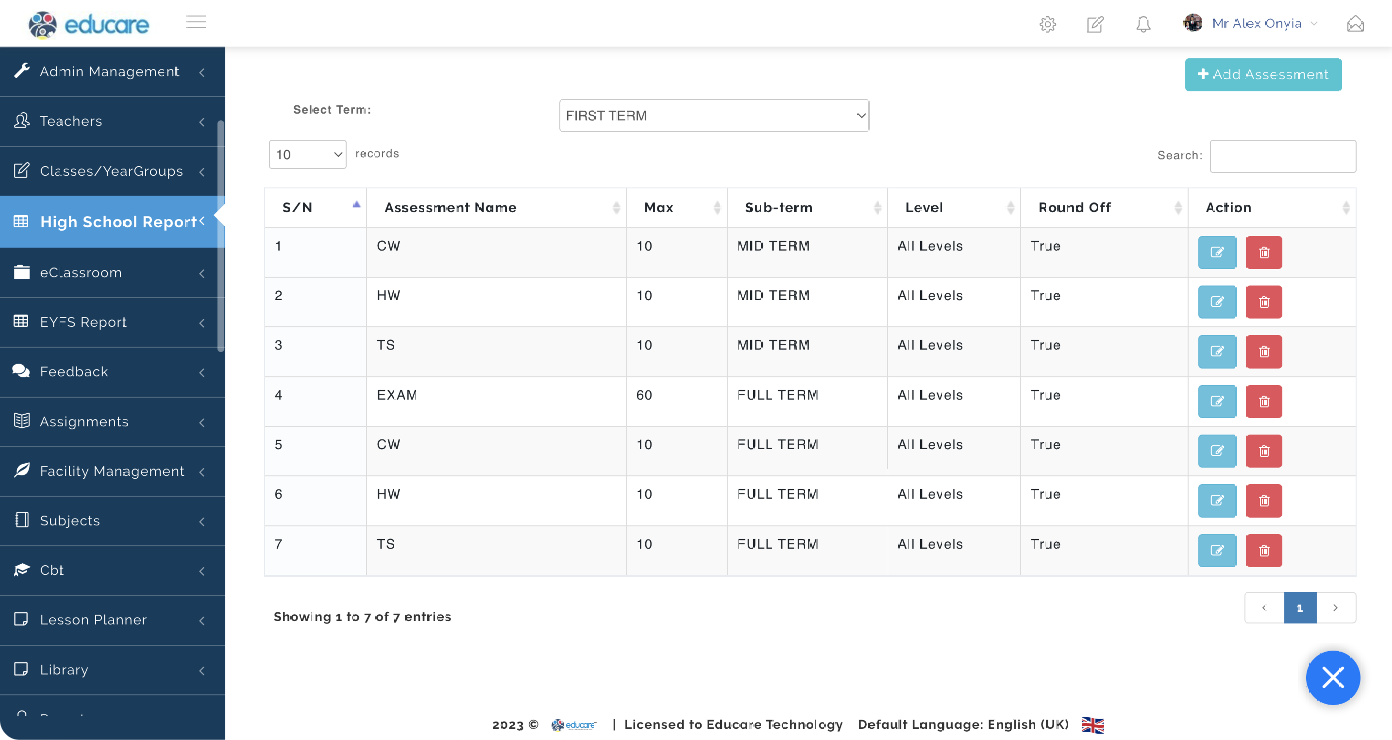 educare
Mr Alex Onyia
Admin Management
Teachers
Classes/YearGroups
High School Report
eClassroom
EYFS Report
Feedback
Assignments
Facility Management
Subjects
Cbt
Lesson Planner
Library
+ Add Assessment
Select Term: FIRST TERM
10 records Search:
S/N Assessment Name Max Sub-term Level Round Off Action
1 CW 10 MID TERM All Levels True
2 HW 10 MID TERM All Levels True
3 TS 10 MID TERM All Levels True
4 EXAM 60 FULL TERM All Levels True
5 CW 10 FULL TERM All Levels True
6 HW 10 FULL TERM All Levels True
7 TS 10 FULL TERM All Levels True
Showing 1 to 7 of 7 entries ‹ 1 ›
2023 © educare | Licensed to Educare Technology Default Language: English (UK)